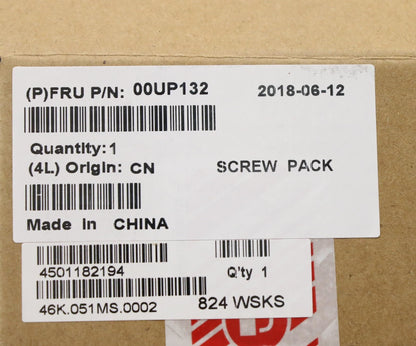 (P)FRU P/N: 00UP132 2018-06-12
Quantity:1
(4L) Origin: CN SCREW PACK
Made in CHINA
4501182194 Q'ty 1
46K.051MS.0002 824 WSKS